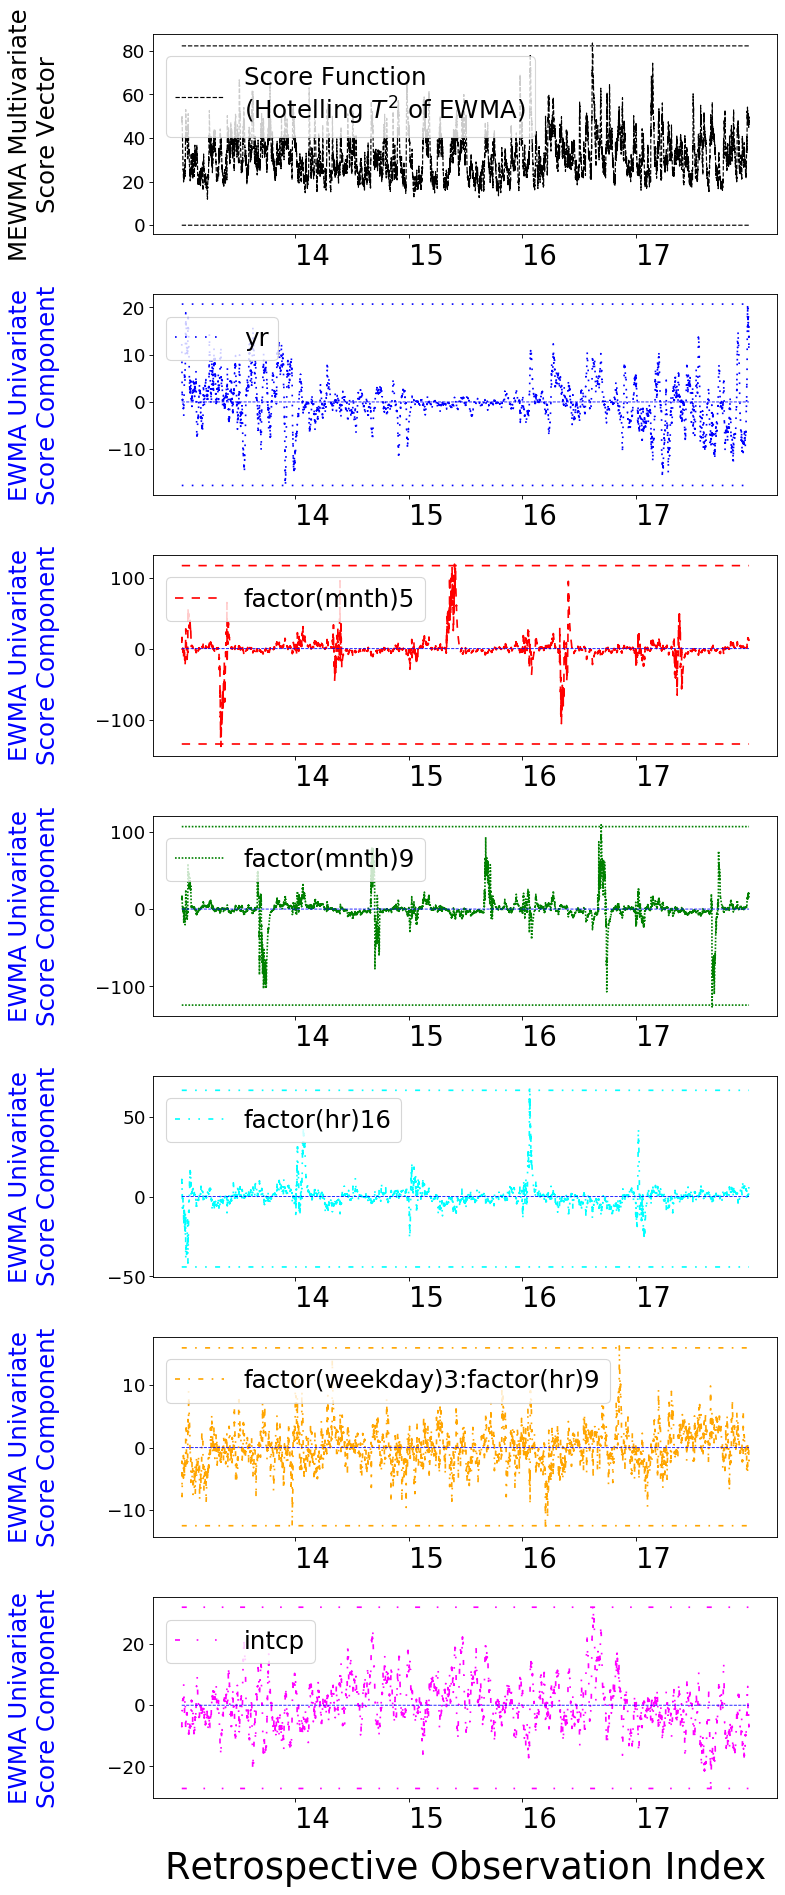 MEWMA Multivariate
Score Vector
80
60
40
20
0
Score Function
(Hotelling T² of EWMA)
14 15 16 17
EWMA Univariate
Score Component
20
10
0
−10
yr
14 15 16 17
EWMA Univariate
Score Component
100
0
−100
factor(mnth)5
14 15 16 17
EWMA Univariate
Score Component
100
0
−100
factor(mnth)9
14 15 16 17
EWMA Univariate
Score Component
50
0
−50
factor(hr)16
14 15 16 17
EWMA Univariate
Score Component
10
0
−10
factor(weekday)3:factor(hr)9
14 15 16 17
EWMA Univariate
Score Component
20
0
−20
intcp
14 15 16 17
Retrospective Observation Index